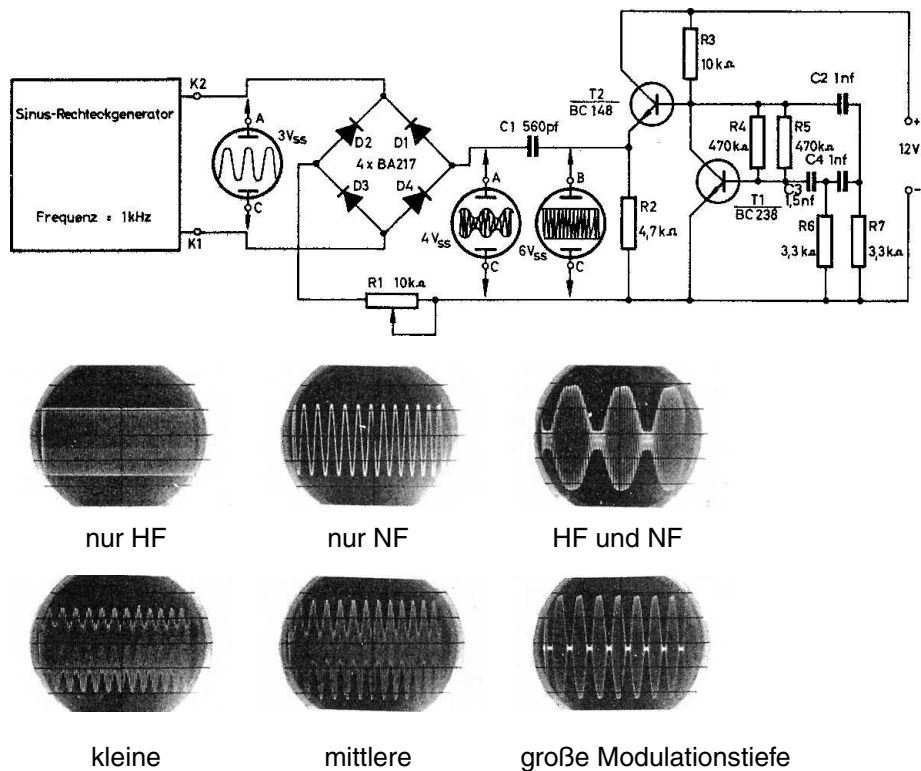 K2
Sinus-Rechteckgenerator
Frequenz = 1kHz
K1
A
3Vss
C
D2
D1
4 x BA217
D3
D4
C1 560pf
A
4Vss
C
B
6Vss
C
R1 10kΩ
T2
BC 148
R2
4,7kΩ
R3
10kΩ
R4
470kΩ
R5
470kΩ
C2 1nf
C4 1nf
C3
1,5nf
T1
BC 238
R6
3,3kΩ
R7
3,3kΩ
+
12V
-
nur HF
nur NF
HF und NF
kleine
mittlere
große Modulationstiefe